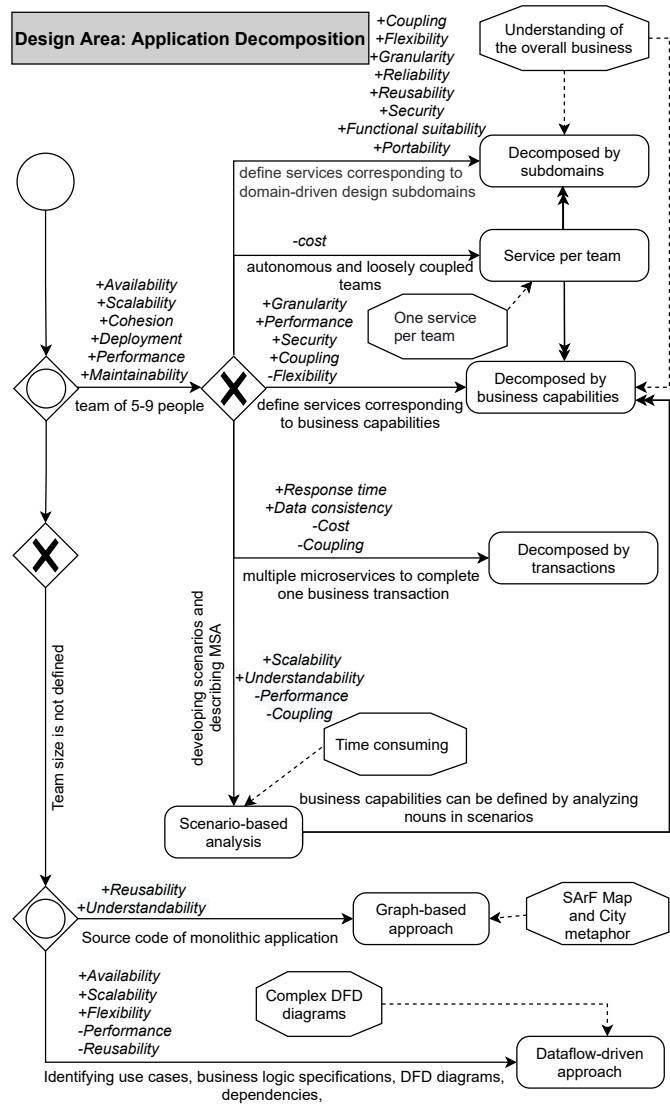 Design Area: Application Decomposition
+Coupling
+Flexibility
+Granularity
+Reliability
+Reusability
+Security
+Functional suitability
+Portability
Understanding of
the overall business
define services corresponding to
domain-driven design subdomains
Decomposed by
subdomains
-cost
autonomous and loosely coupled
teams
Service per team
One service
per team
+Availability
+Scalability
+Cohesion
+Deployment
+Performance
+Maintainability
team of 5-9 people
+Granularity
+Performance
+Security
+Coupling
-Flexibility
define services corresponding
to business capabilities
Decomposed by
business capabilities
+Response time
+Data consistency
-Cost
-Coupling
multiple microservices to complete
one business transaction
Decomposed by
transactions
developing scenarios and
describing MSA
+Scalability
+Understandability
-Performance
-Coupling
Time consuming
Team size is not defined
Scenario-based
analysis
business capabilities can be defined by analyzing
nouns in scenarios
+Reusability
+Understandability
Source code of monolithic application
Graph-based
approach
SArF Map
and City
metaphor
+Availability
+Scalability
+Flexibility
-Performance
-Reusability
Complex DFD
diagrams
Identifying use cases, business logic specifications, DFD diagrams,
dependencies,
Dataflow-driven
approach